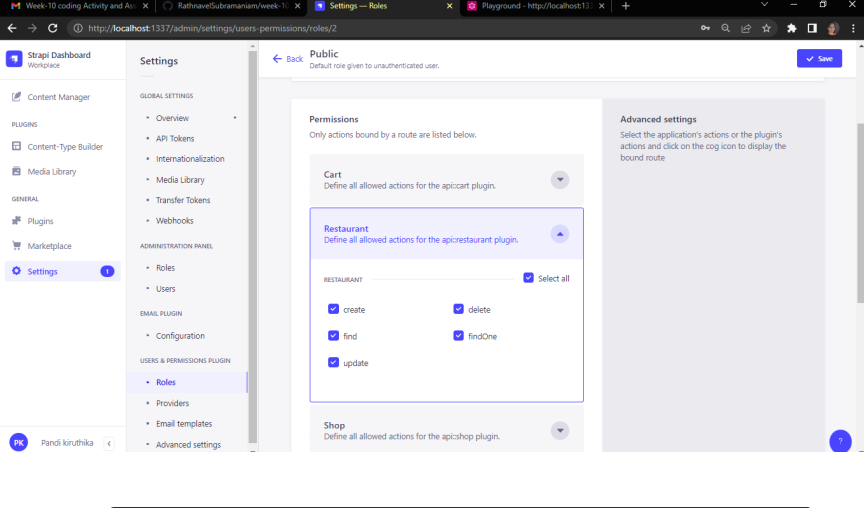 Week-10 coding Activity and Ass
RathnavelSubramaniam/week-10
Settings — Roles
Playground - http://localhost:133
http://localhost:1337/admin/settings/users-permissions/roles/2
Strapi Dashboard
Workplace
Content Manager
PLUGINS
Content-Type Builder
Media Library
GENERAL
Plugins
Marketplace
Settings
1
PK
Pandi kiruthika
Settings
GLOBAL SETTINGS
Overview
API Tokens
Internationalization
Media Library
Transfer Tokens
Webhooks
ADMINISTRATION PANEL
Roles
Users
EMAIL PLUGIN
Configuration
USERS & PERMISSIONS PLUGIN
Roles
Providers
Email templates
Advanced settings
Back
Public
Default role given to unauthenticated user.
Save
Permissions
Only actions bound by a route are listed below.
Cart
Define all allowed actions for the api::cart plugin.
Restaurant
Define all allowed actions for the api::restaurant plugin.
RESTAURANT
Select all
create
delete
find
findOne
update
Shop
Define all allowed actions for the api::shop plugin.
Advanced settings
Select the application's actions or the plugin's
actions and click on the cog icon to display the
bound route
?